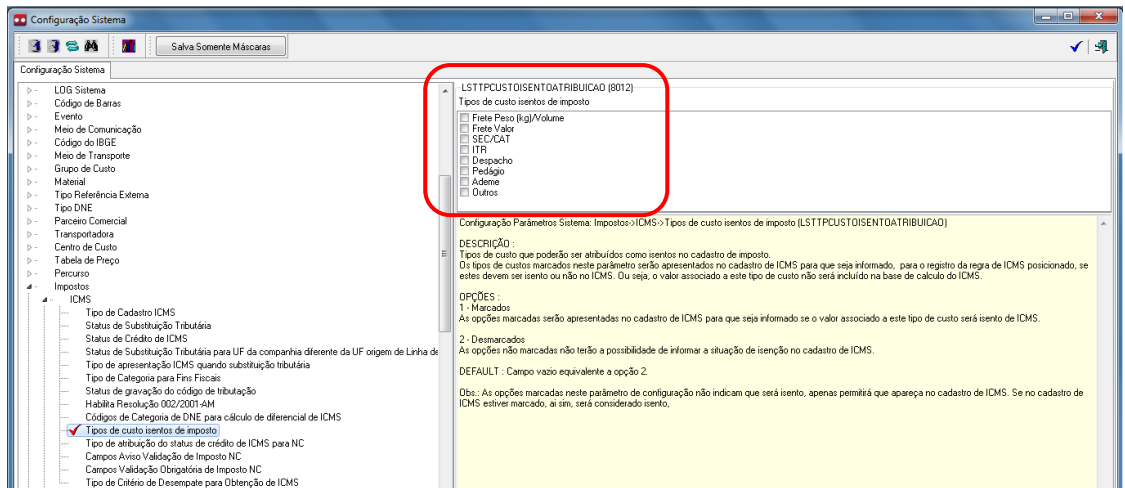 Configuração Sistema
Salva Somente Máscaras
Configuração Sistema
LOG Sistema
Código de Barras
Evento
Meio de Comunicação
Código do IBGE
Meio de Transporte
Grupo de Custo
Material
Tipo Referência Externa
Tipo DNE
Parceiro Comercial
Transportadora
Centro de Custo
Tabela de Preço
Percurso
Impostos
ICMS
Tipo de Cadastro ICMS
Status de Substituição Tributária
Status de Crédito de ICMS
Status de Substituição Tributária para UF da companhia diferente da UF origem de Linha de
Tipo de apresentação ICMS quando substituição tributária
Tipo de Categoria para Fins Fiscais
Status de gravação do código de tributação
Habilita Resolução 002/2001-AM
Códigos de Categoria de DNE para cálculo de diferencial de ICMS
Tipos de custo isentos de imposto
Tipo de atribuição do status de crédito de ICMS para NC
Campos Aviso Validação de Imposto NC
Campos Validação Obrigatória de Imposto NC
Tipo de Critério de Desempate para Obtenção de ICMS
LSTTPCUSTOISENTOATRIBUICAO (8012)
Tipos de custo isentos de imposto
Frete Peso (kg)/Volume
Frete Valor
SEC/CAT
ITR
Despacho
Pedágio
Ademe
Outros
Configuração Parâmetros Sistema: Impostos->ICMS->Tipos de custo isentos de imposto (LSTTPCUSTOISENTOATRIBUICAO)
DESCRIÇÃO :
Tipos de custo que poderão ser atribuídos como isentos no cadastro de imposto.
Os tipos de custos marcados neste parâmetro serão apresentados no cadastro de ICMS para que seja informado, para o registro da regra de ICMS posicionado, se
estes devem ser isento ou não no ICMS. Ou seja, o valor associado a este tipo de custo não será incluído na base de calculo do ICMS.
OPÇÕES :
1 - Marcados
As opções marcadas serão apresentadas no cadastro de ICMS para que seja informado se o valor associado a este tipo de custo será isento de ICMS.
2 - Desmarcados
As opções não marcadas não terão a possibilidade de informar a situação de isenção no cadastro de ICMS.
DEFAULT : Campo vazio equivalente a opção 2.
Obs.: As opções marcadas neste parâmetro de configuração não indicam que será isento, apenas permitirá que apareça no cadastro de ICMS. Se no cadastro de
ICMS estiver marcado, ai sim, será considerado isento,